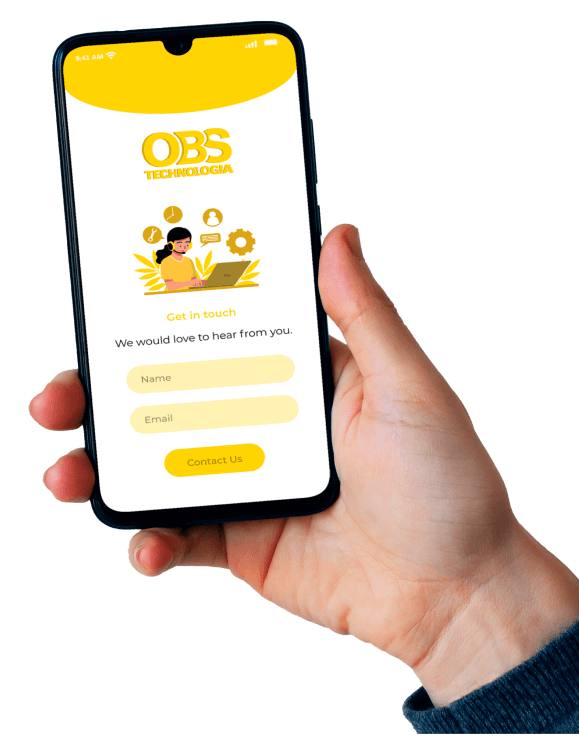 9:41 AM
OBS
TECHNOLOGIA
Get in touch
We would love to hear from you.
Name
Email
Contact Us